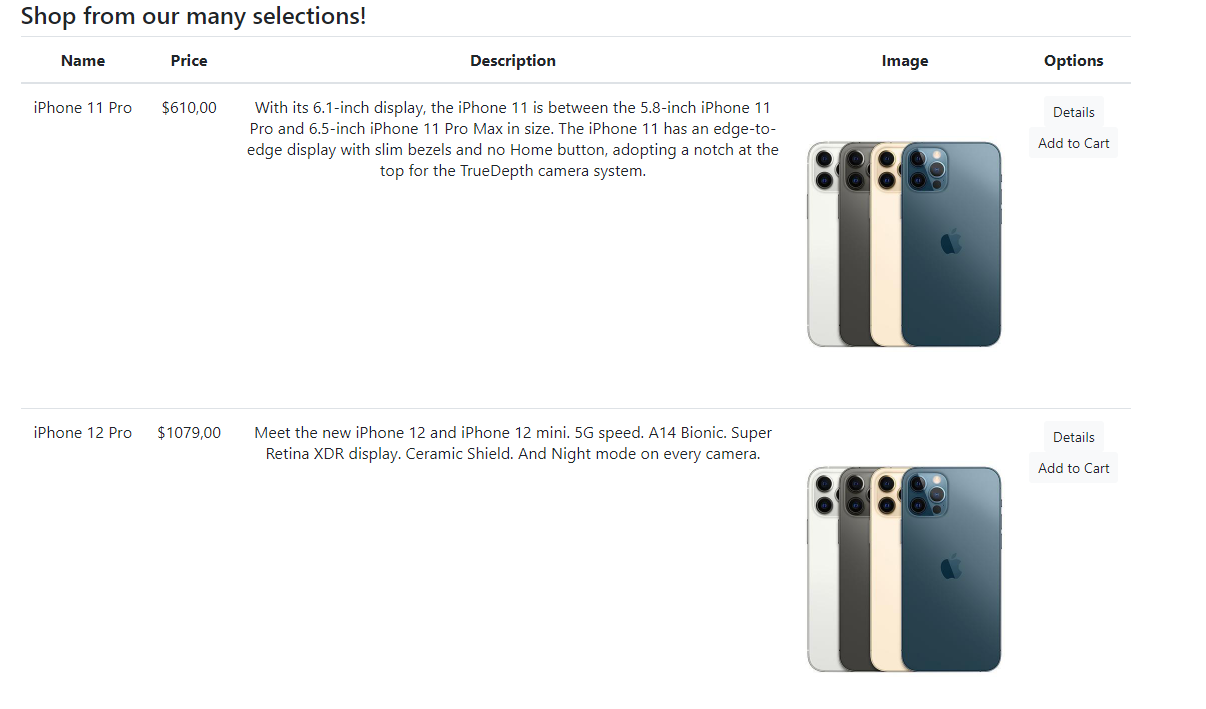 Shop from our many selections!
Name Price Description Image Options
iPhone 11 Pro $610,00 With its 6.1-inch display, the iPhone 11 is between the 5.8-inch iPhone 11
Pro and 6.5-inch iPhone 11 Pro Max in size. The iPhone 11 has an edge-to-
edge display with slim bezels and no Home button, adopting a notch at the
top for the TrueDepth camera system.
Details
Add to Cart
iPhone 12 Pro $1079,00 Meet the new iPhone 12 and iPhone 12 mini. 5G speed. A14 Bionic. Super
Retina XDR display. Ceramic Shield. And Night mode on every camera.
Details
Add to Cart